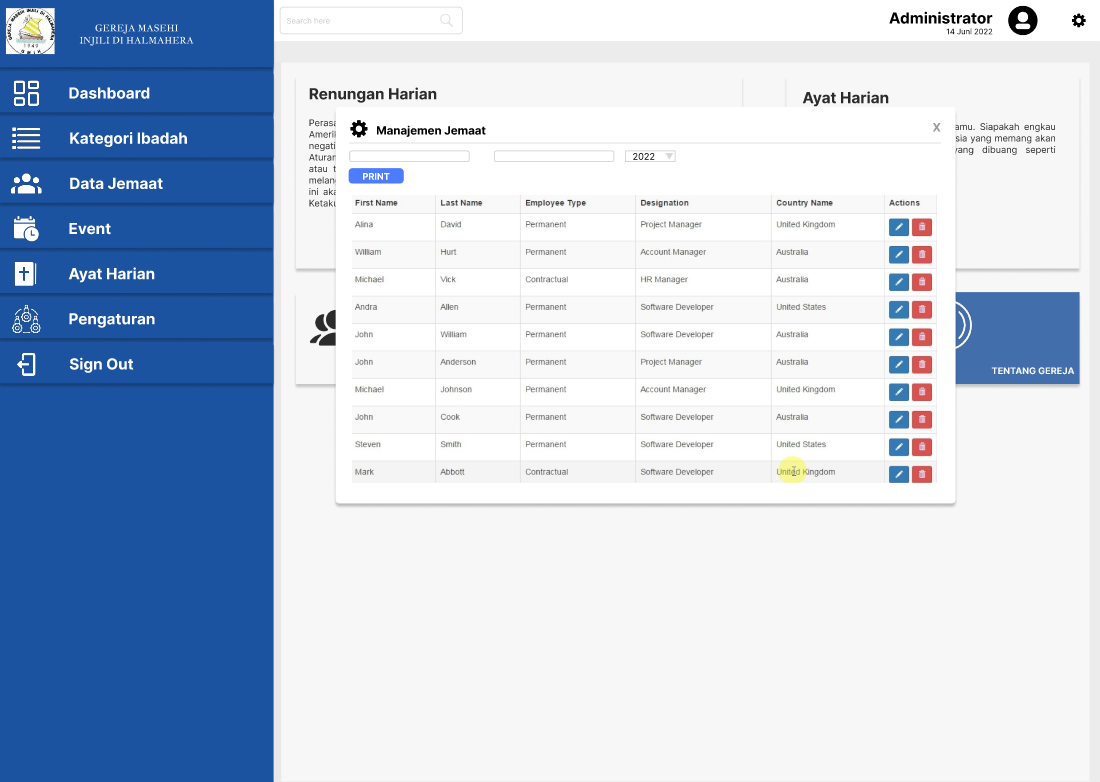 GEREJA MASEHI
INJILI DI HALMAHERA
Dashboard
Kategori Ibadah
Data Jemaat
Event
Ayat Harian
Pengaturan
Sign Out
Search here
Administrator
14 Juni 2022
Renungan Harian
Ayat Harian
amu. Siapakah engkau
sia yang memang akan
yang dibuang seperti
Peras
Ameri
negati
Aturan
atau t
melang
ini aka
Ketaku
Manajemen Jemaat
X
2022
PRINT
First Name Last Name Employee Type Designation Country Name Actions
Alina David Permanent Project Manager United Kingdom
William Hurt Permanent Account Manager Australia
Michael Vick Contractual HR Manager Australia
Andra Allen Permanent Software Developer United States
John William Permanent Software Developer Australia
John Anderson Permanent Project Manager Australia
Michael Johnson Permanent Account Manager United Kingdom
John Cook Permanent Software Developer Australia
Steven Smith Permanent Software Developer United States
Mark Abbott Contractual Software Developer United Kingdom
TENTANG GEREJA